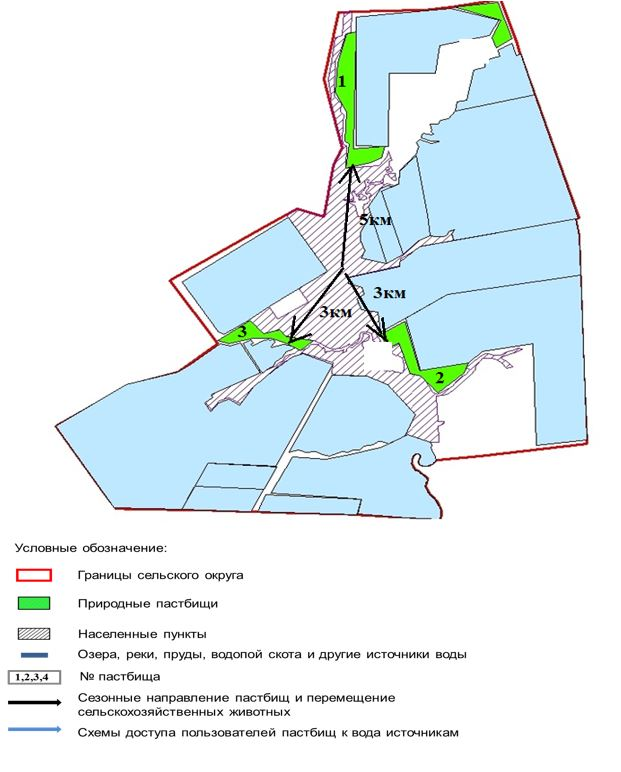 1
5км
3км
3км
3
2
Условные обозначение:
Границы сельского округа
Природные пастбищи
Населенные пункты
Озера, реки, пруды, водопой скота и другие источники воды
1,2,3,4 № пастбища
Сезонные направление пастбищ и перемещение
сельскохозяйственных животных
Схемы доступа пользователей пастбищ к вода источникам